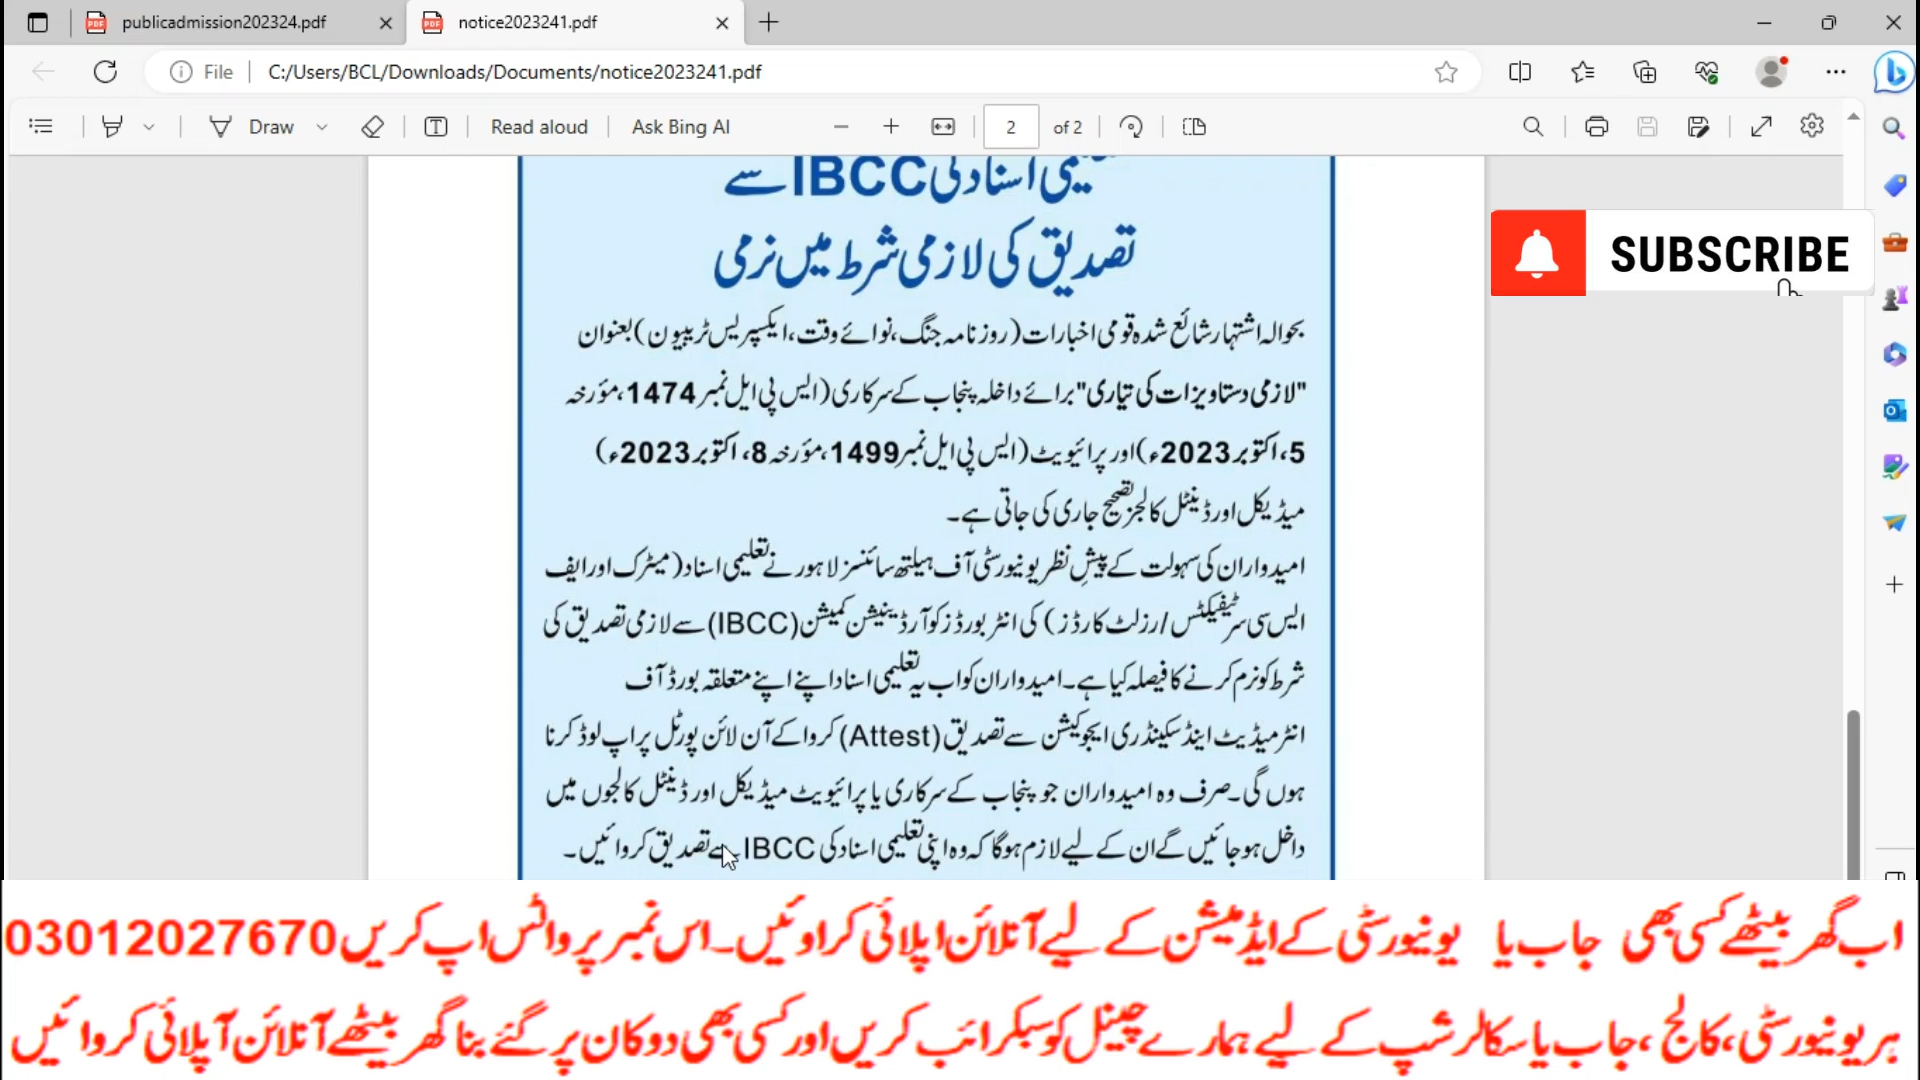 publicadmission202324.pdf
notice2023241.pdf
File
C:/Users/BCL/Downloads/Documents/notice2023241.pdf
Draw
Read aloud
Ask Bing AI
2 of 2
اسناد کی IBCC سے
تصدیق کی لازمی شرط میں نرمی
SUBSCRIBE
بحوالہ اشتہار شائع شدہ قومی اخبارات (روزنامہ جنگ، نوائے وقت، ایکسپریس ٹریبیون) بعنوان
"لازمی دستاویزات کی تیاری" برائے داخلہ پنجاب کے سرکاری (ایس پی ایل نمبر 1474، مؤرخہ
5، اکتوبر 2023ء) اور پرائیویٹ (ایس پی ایل نمبر 1499، مؤرخہ 8، اکتوبر 2023ء)
میڈیکل اور ڈینٹل کالجز تصحیح جاری کی جاتی ہے۔
امیدواران کی سہولت کے پیشِ نظر یونیورسٹی آف ہیلتھ سائنسز لاہور نے تعلیمی اسناد (میٹرک اور ایف
ایس سی سرٹیفکیٹس/رزلٹ کارڈز) کی انٹر بورڈز کوآرڈینیشن کمیشن (IBCC) سے لازمی تصدیق کی
شرط کو نرم کرنے کا فیصلہ کیا ہے۔ امیدواران کو اب یہ تعلیمی اسناد اپنے اپنے متعلقہ بورڈ آف
انٹرمیڈیٹ اینڈ سکینڈری ایجوکیشن سے تصدیق (Attest) کروا کے آن لائن پورٹل پر اپ لوڈ کرنا
ہوں گی۔ صرف وہ امیدواران جو پنجاب کے سرکاری یا پرائیویٹ میڈیکل اور ڈینٹل کالجوں میں
داخل ہو جائیں گے ان کے لیے لازم ہوگا کہ وہ اپنی تعلیمی اسناد کی IBCC سے تصدیق کروائیں۔
اب گھر بیٹھے کسی بھی جاب یا یونیورسٹی کے ایڈمیشن کے لیے آنلائن اپلائی کراوئیں۔ اس نمبر پر واٹس اپ کریں 03012027670
ہر یونیورسٹی، کالج، جاب یا سکالرشپ کے لیے ہمارے چینل کو سبکرائب کریں اور کسی بھی دوکان پر گئے بنا گھر بیٹھے آنلائن آپلائی کروائیں